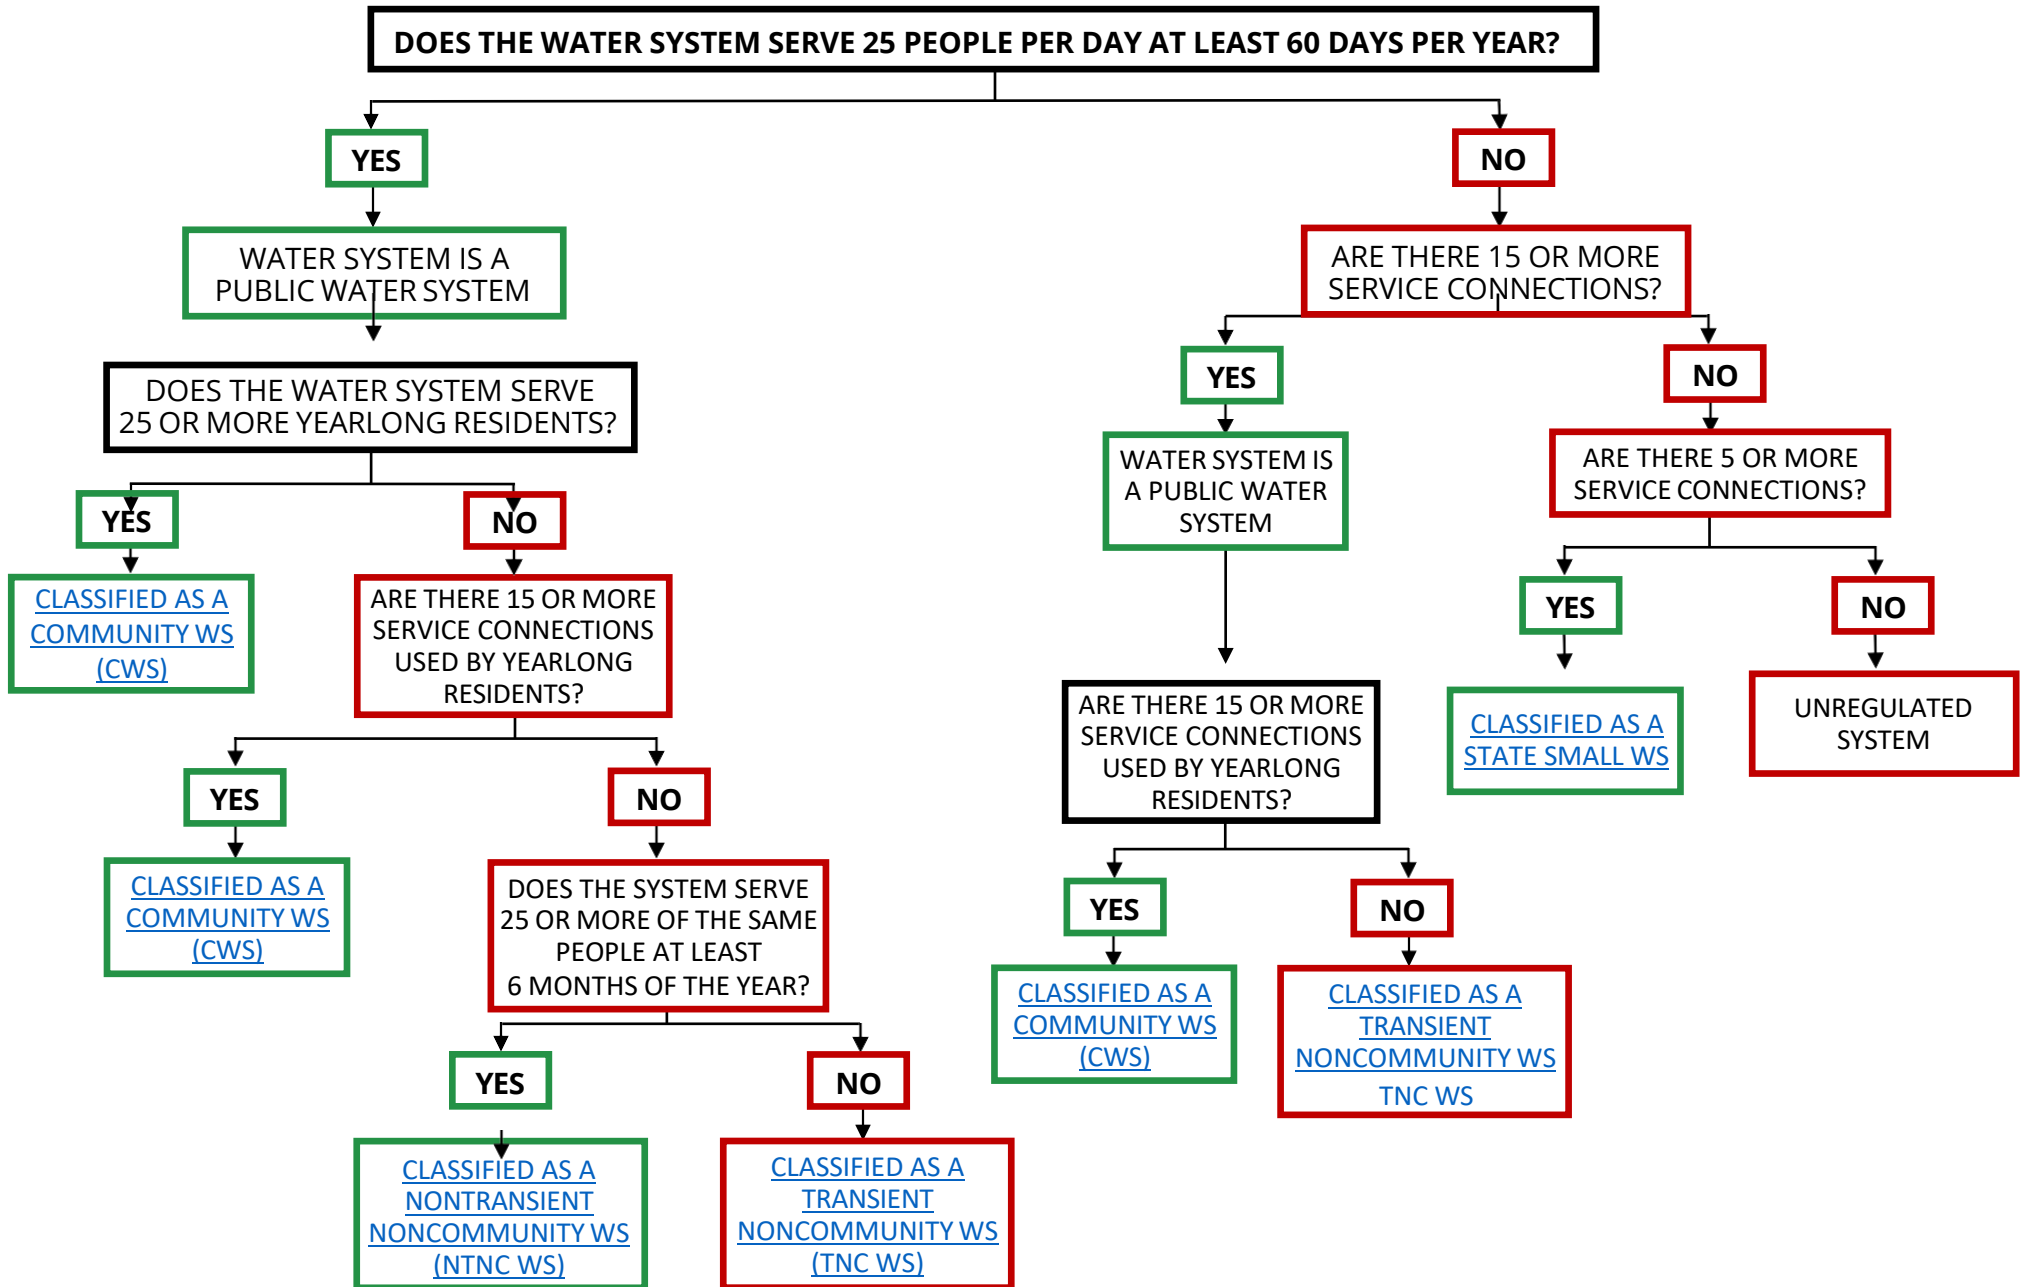 DOES THE WATER SYSTEM SERVE 25 PEOPLE PER DAY AT LEAST 60 DAYS PER YEAR?
YES
NO
WATER SYSTEM IS A
PUBLIC WATER SYSTEM
ARE THERE 15 OR MORE
SERVICE CONNECTIONS?
DOES THE WATER SYSTEM SERVE
25 OR MORE YEARLONG RESIDENTS?
YES
NO
WATER SYSTEM IS
A PUBLIC WATER
SYSTEM
ARE THERE 5 OR MORE
SERVICE CONNECTIONS?
YES
NO
CLASSIFIED AS A
COMMUNITY WS
(CWS)
ARE THERE 15 OR MORE
SERVICE CONNECTIONS
USED BY YEARLONG
RESIDENTS?
YES
NO
ARE THERE 15 OR MORE
SERVICE CONNECTIONS
USED BY YEARLONG
RESIDENTS?
CLASSIFIED AS A
STATE SMALL WS
UNREGULATED
SYSTEM
YES
NO
CLASSIFIED AS A
COMMUNITY WS
(CWS)
DOES THE SYSTEM SERVE
25 OR MORE OF THE SAME
PEOPLE AT LEAST
6 MONTHS OF THE YEAR?
YES
NO
CLASSIFIED AS A
COMMUNITY WS
(CWS)
CLASSIFIED AS A
TRANSIENT
NONCOMMUNITY WS
TNC WS
YES
NO
CLASSIFIED AS A
NONTRANSIENT
NONCOMMUNITY WS
(NTNC WS)
CLASSIFIED AS A
TRANSIENT
NONCOMMUNITY WS
(TNC WS)